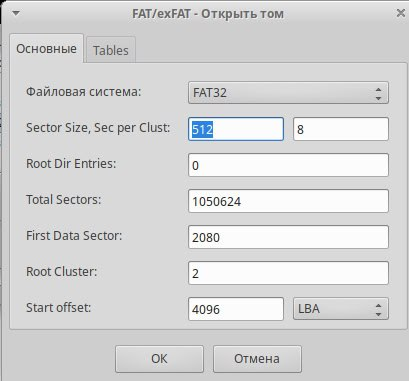 FAT/exFAT - Открыть том
Основные Tables
Файловая система: FAT32
Sector Size, Sec per Clust: 512 8
Root Dir Entries: 0
Total Sectors: 1050624
First Data Sector: 2080
Root Cluster: 2
Start offset: 4096 LBA
ОК Отмена